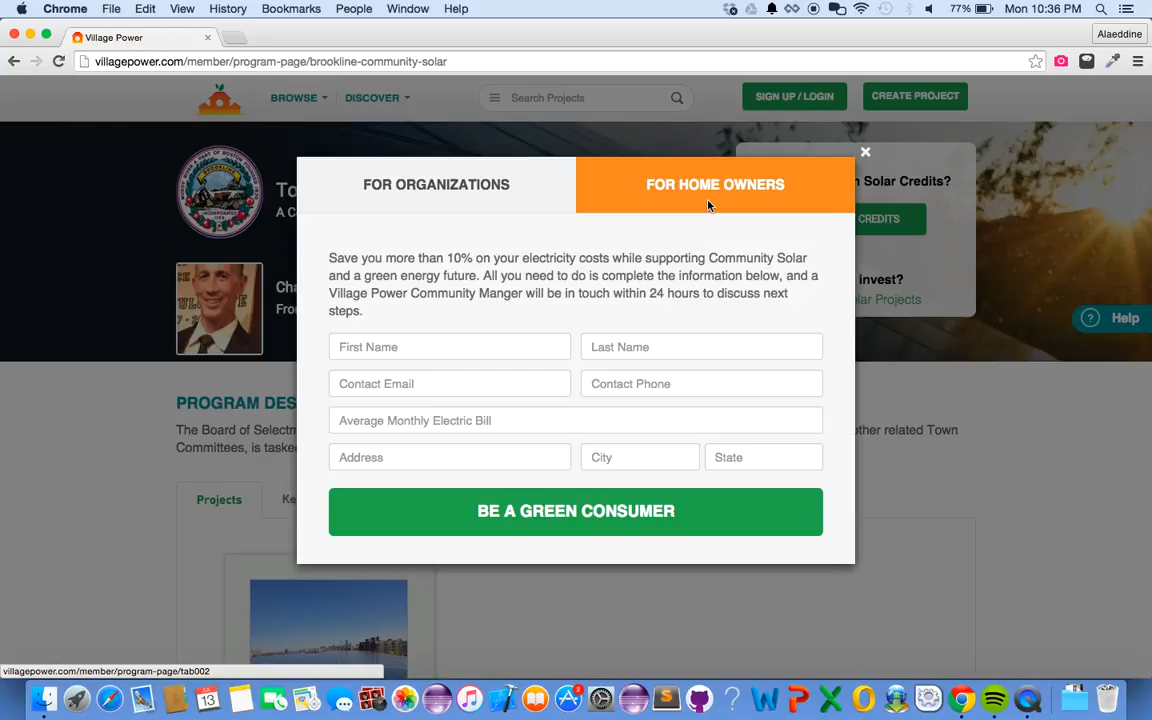 Chrome File Edit View History Bookmarks People Window Help 77% Mon 10:36 PM
Village Power Alaeddine
villagepower.com/member/program-page/brookline-community-solar
BROWSE DISCOVER Search Projects SIGN UP / LOGIN CREATE PROJECT
FOR ORGANIZATIONS FOR HOME OWNERS
Solar Credits?
To
A C
CREDITS
Save you more than 10% on your electricity costs while supporting Community Solar
and a green energy future. All you need to do is complete the information below, and a
Village Power Community Manger will be in touch within 24 hours to discuss next
steps.
invest?
Cha
Fro
lar Projects
? Help
First Name Last Name
Contact Email Contact Phone
PROGRAM DES
Average Monthly Electric Bill
The Board of Selectm other related Town
Committees, is taske
Address City State
Projects Ke
BE A GREEN CONSUMER
villagepower.com/member/program-page/tab002